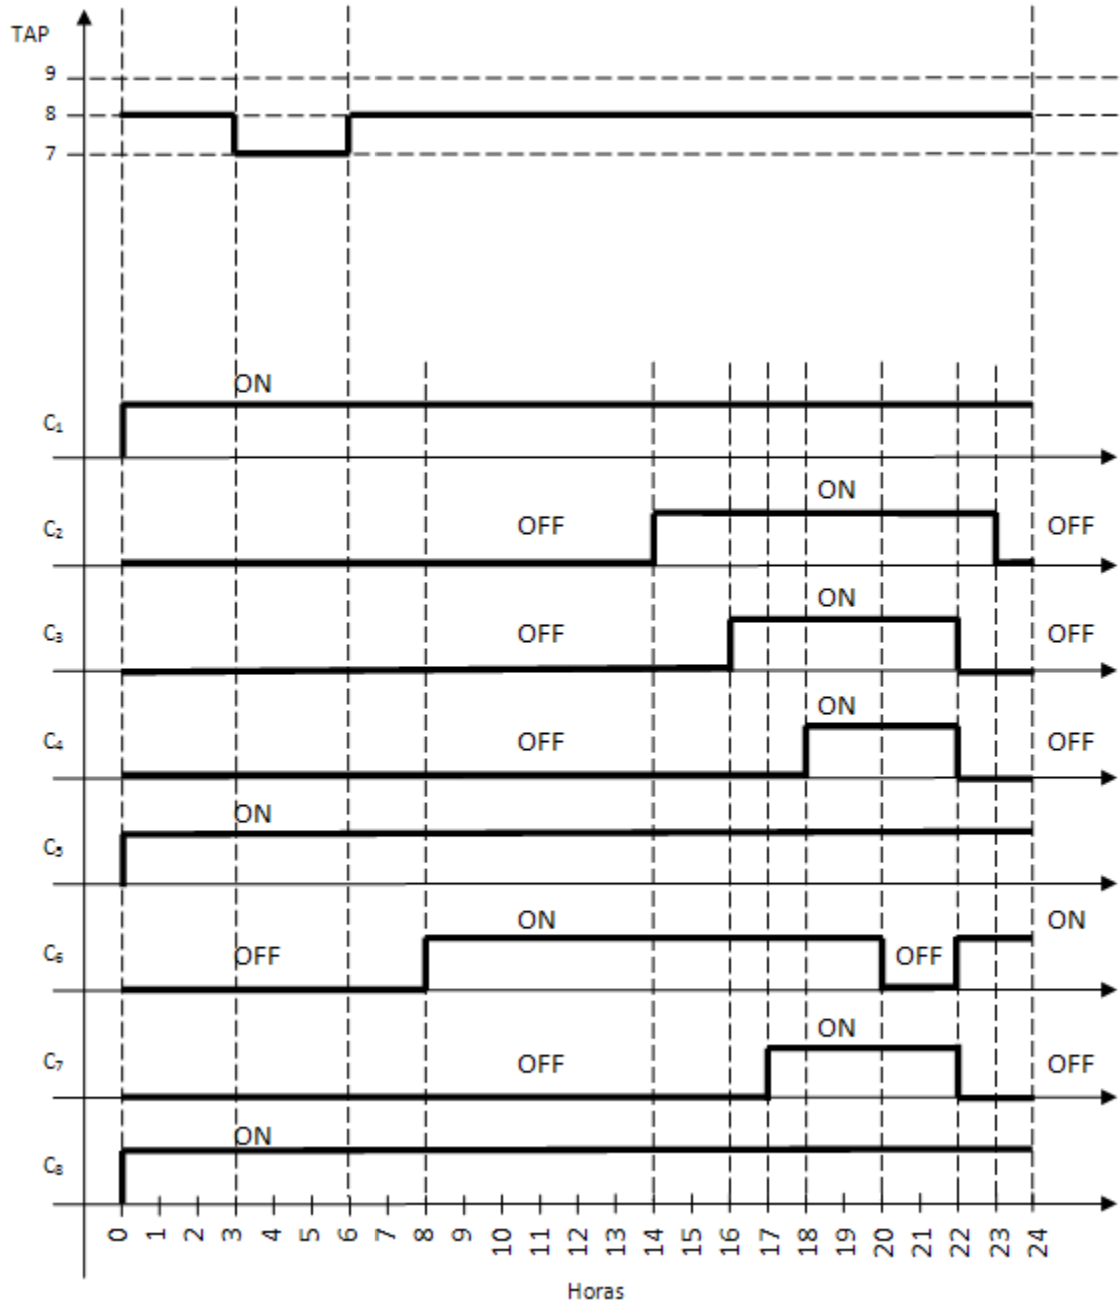 TAP
9
8
7
ON
C₁
ON
C₂ OFF OFF
ON
C₃ OFF OFF
ON
C₄ OFF OFF
ON
C₅
ON ON
C₆ OFF OFF
ON
C₇ OFF OFF
ON
C₈
0 1 2 3 4 5 6 7 8 9 10 11 12 13 14 15 16 17 18 19 20 21 22 23 24
Horas